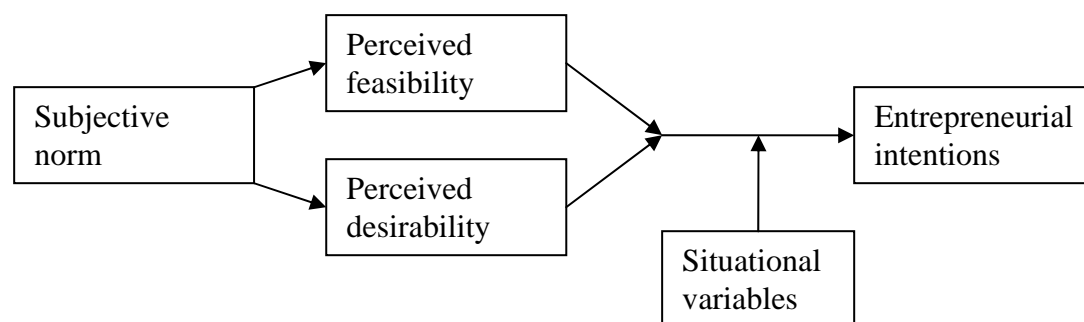 Perceived
feasibility
Subjective
norm
Entrepreneurial
intentions
Perceived
desirability
Situational
variables